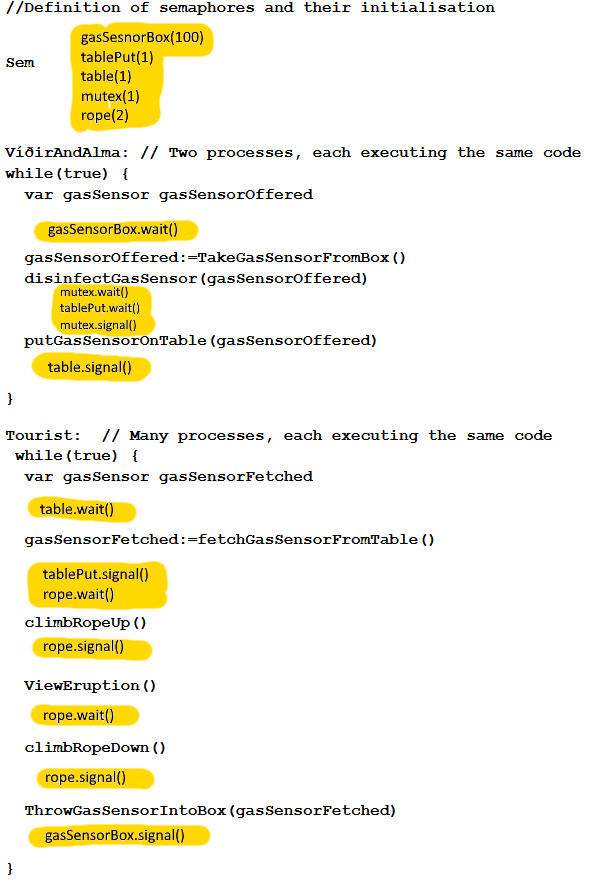 //Definition of semaphores and their initialisation
gasSesnorBox(100)
Sem
tablePut(1)
table(1)
mutex(1)
rope(2)
VíðirAndAlma: // Two processes, each executing the same code
while(true) {
var gasSensor gasSensorOffered
gasSensorBox.wait()
gasSensorOffered:=TakeGasSensorFromBox()
disinfectGasSensor(gasSensorOffered)
mutex.wait()
tablePut.wait()
mutex.signal()
putGasSensorOnTable(gasSensorOffered)
table.signal()
}
Tourist: // Many processes, each executing the same code
while(true) {
var gasSensor gasSensorFetched
table.wait()
gasSensorFetched:=fetchGasSensorFromTable()
tablePut.signal()
rope.wait()
climbRopeUp()
rope.signal()
ViewEruption()
rope.wait()
climbRopeDown()
rope.signal()
ThrowGasSensorIntoBox(gasSensorFetched)
gasSensorBox.signal()
}